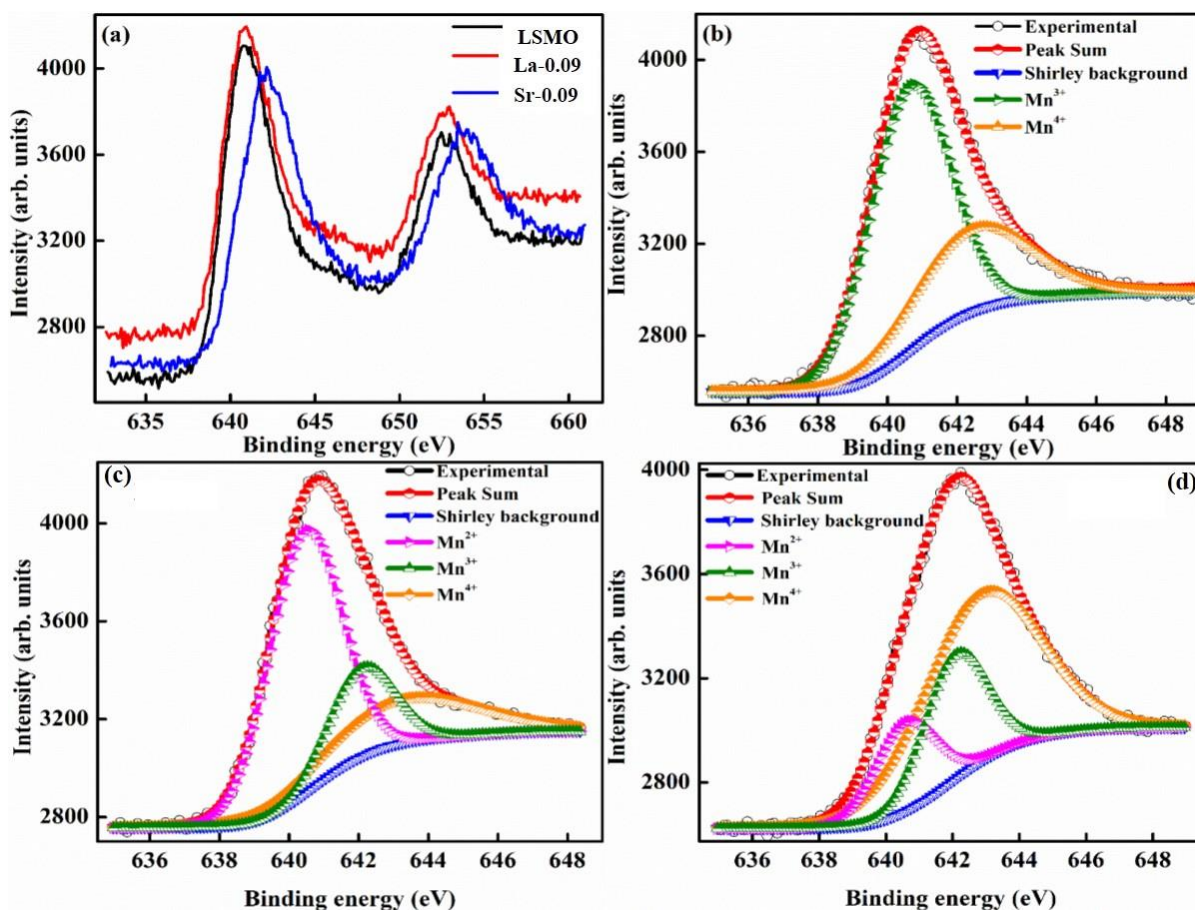 (a)
LSMO
La-0.09
Sr-0.09
4000
3600
3200
2800
635 640 645 650 655 660
Binding energy (eV)
Intensity (arb. units)
(b)
Experimental
Peak Sum
Shirley background
Mn³⁺
Mn⁴⁺
4000
3600
3200
2800
636 638 640 642 644 646 648
Binding energy (eV)
Intensity (arb. units)
(c)
Experimental
Peak Sum
Shirley background
Mn²⁺
Mn³⁺
Mn⁴⁺
4000
3600
3200
2800
636 638 640 642 644 646 648
Binding energy (eV)
Intensity (arb. units)
(d)
Experimental
Peak Sum
Shirley background
Mn²⁺
Mn³⁺
Mn⁴⁺
4000
3600
3200
2800
636 638 640 642 644 646 648
Binding energy (eV)
Intensity (arb. units)